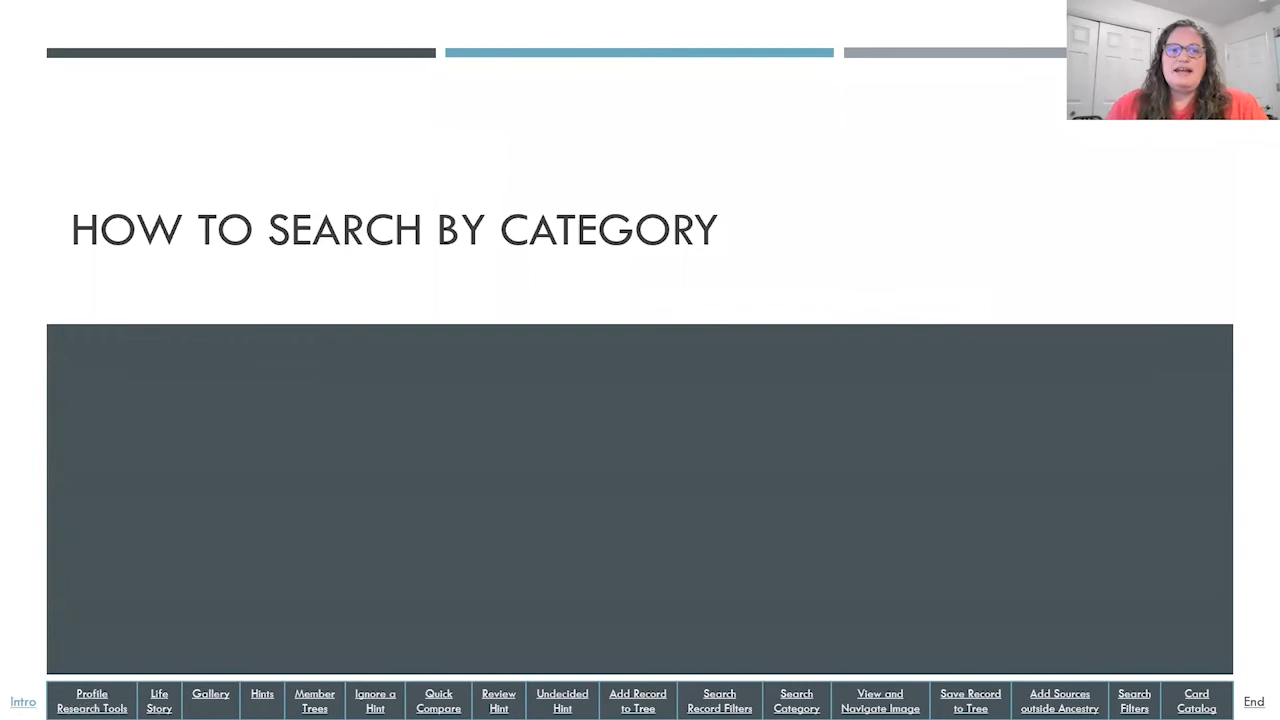 HOW TO SEARCH BY CATEGORY
Intro
Profile
Research Tools
Life
Story
Gallery
Hints
Member
Trees
Ignore a
Hint
Quick
Compare
Review
Hint
Undecided
Hint
Add Record
to Tree
Search
Record Filters
Search
Category
View and
Navigate Image
Save Record
to Tree
Add Sources
outside Ancestry
Search
Filters
Card
Catalog
End